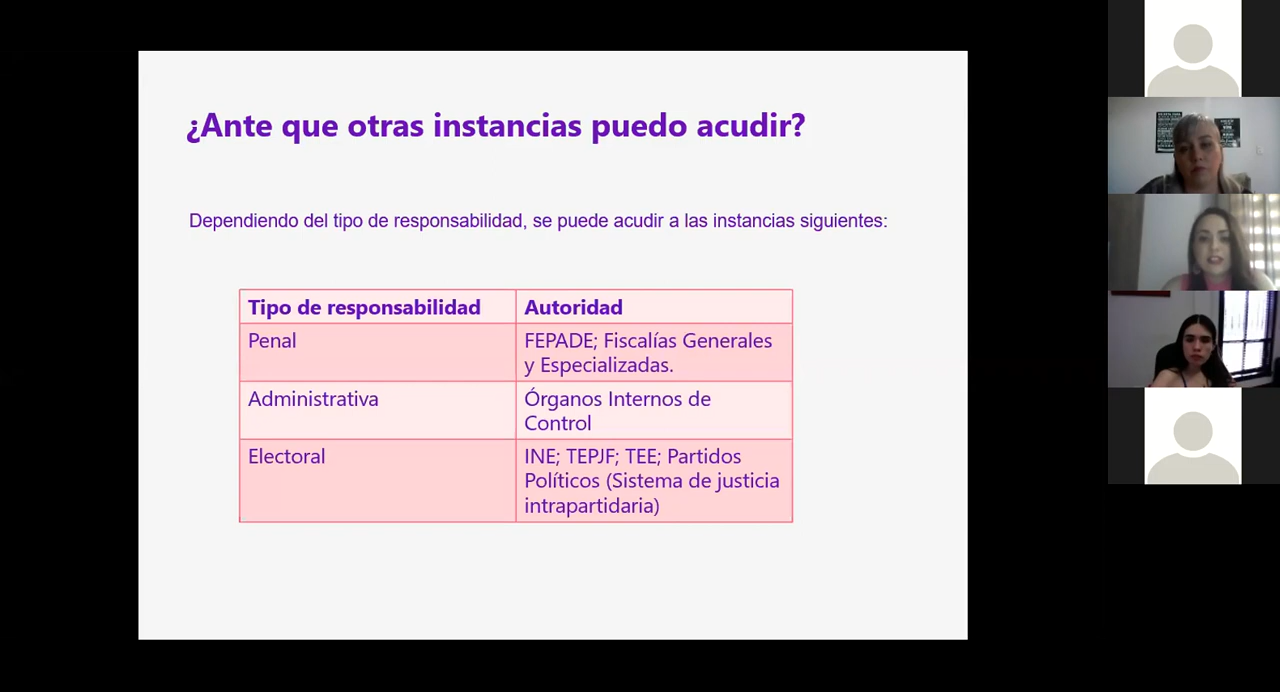 ¿Ante que otras instancias puedo acudir?
Dependiendo del tipo de responsabilidad, se puede acudir a las instancias siguientes:
Tipo de responsabilidad
Autoridad
Penal
FEPADE; Fiscalías Generales
y Especializadas.
Administrativa
Órganos Internos de
Control
Electoral
INE; TEPJF; TEE; Partidos
Políticos (Sistema de justicia
intrapartidaria)